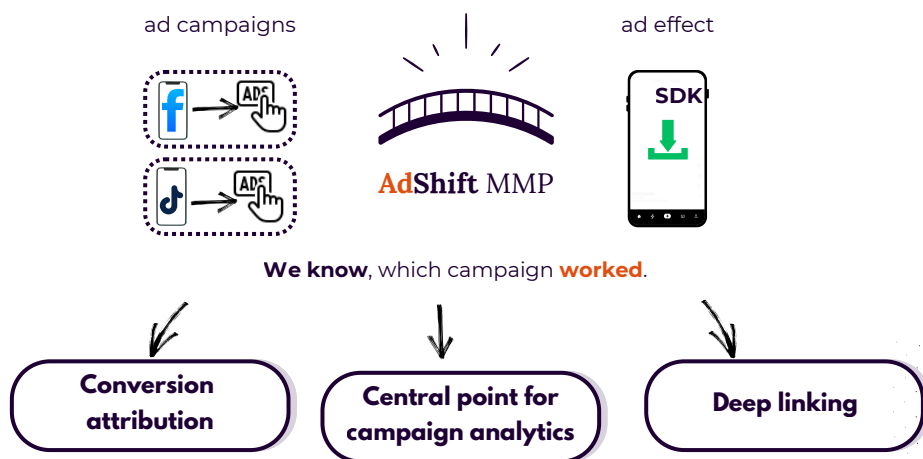 ad campaigns
ad effect
ADS
SDK
ADS
AdShift MMP
We know, which campaign worked.
Conversion
attribution
Central point for
campaign analytics
Deep linking